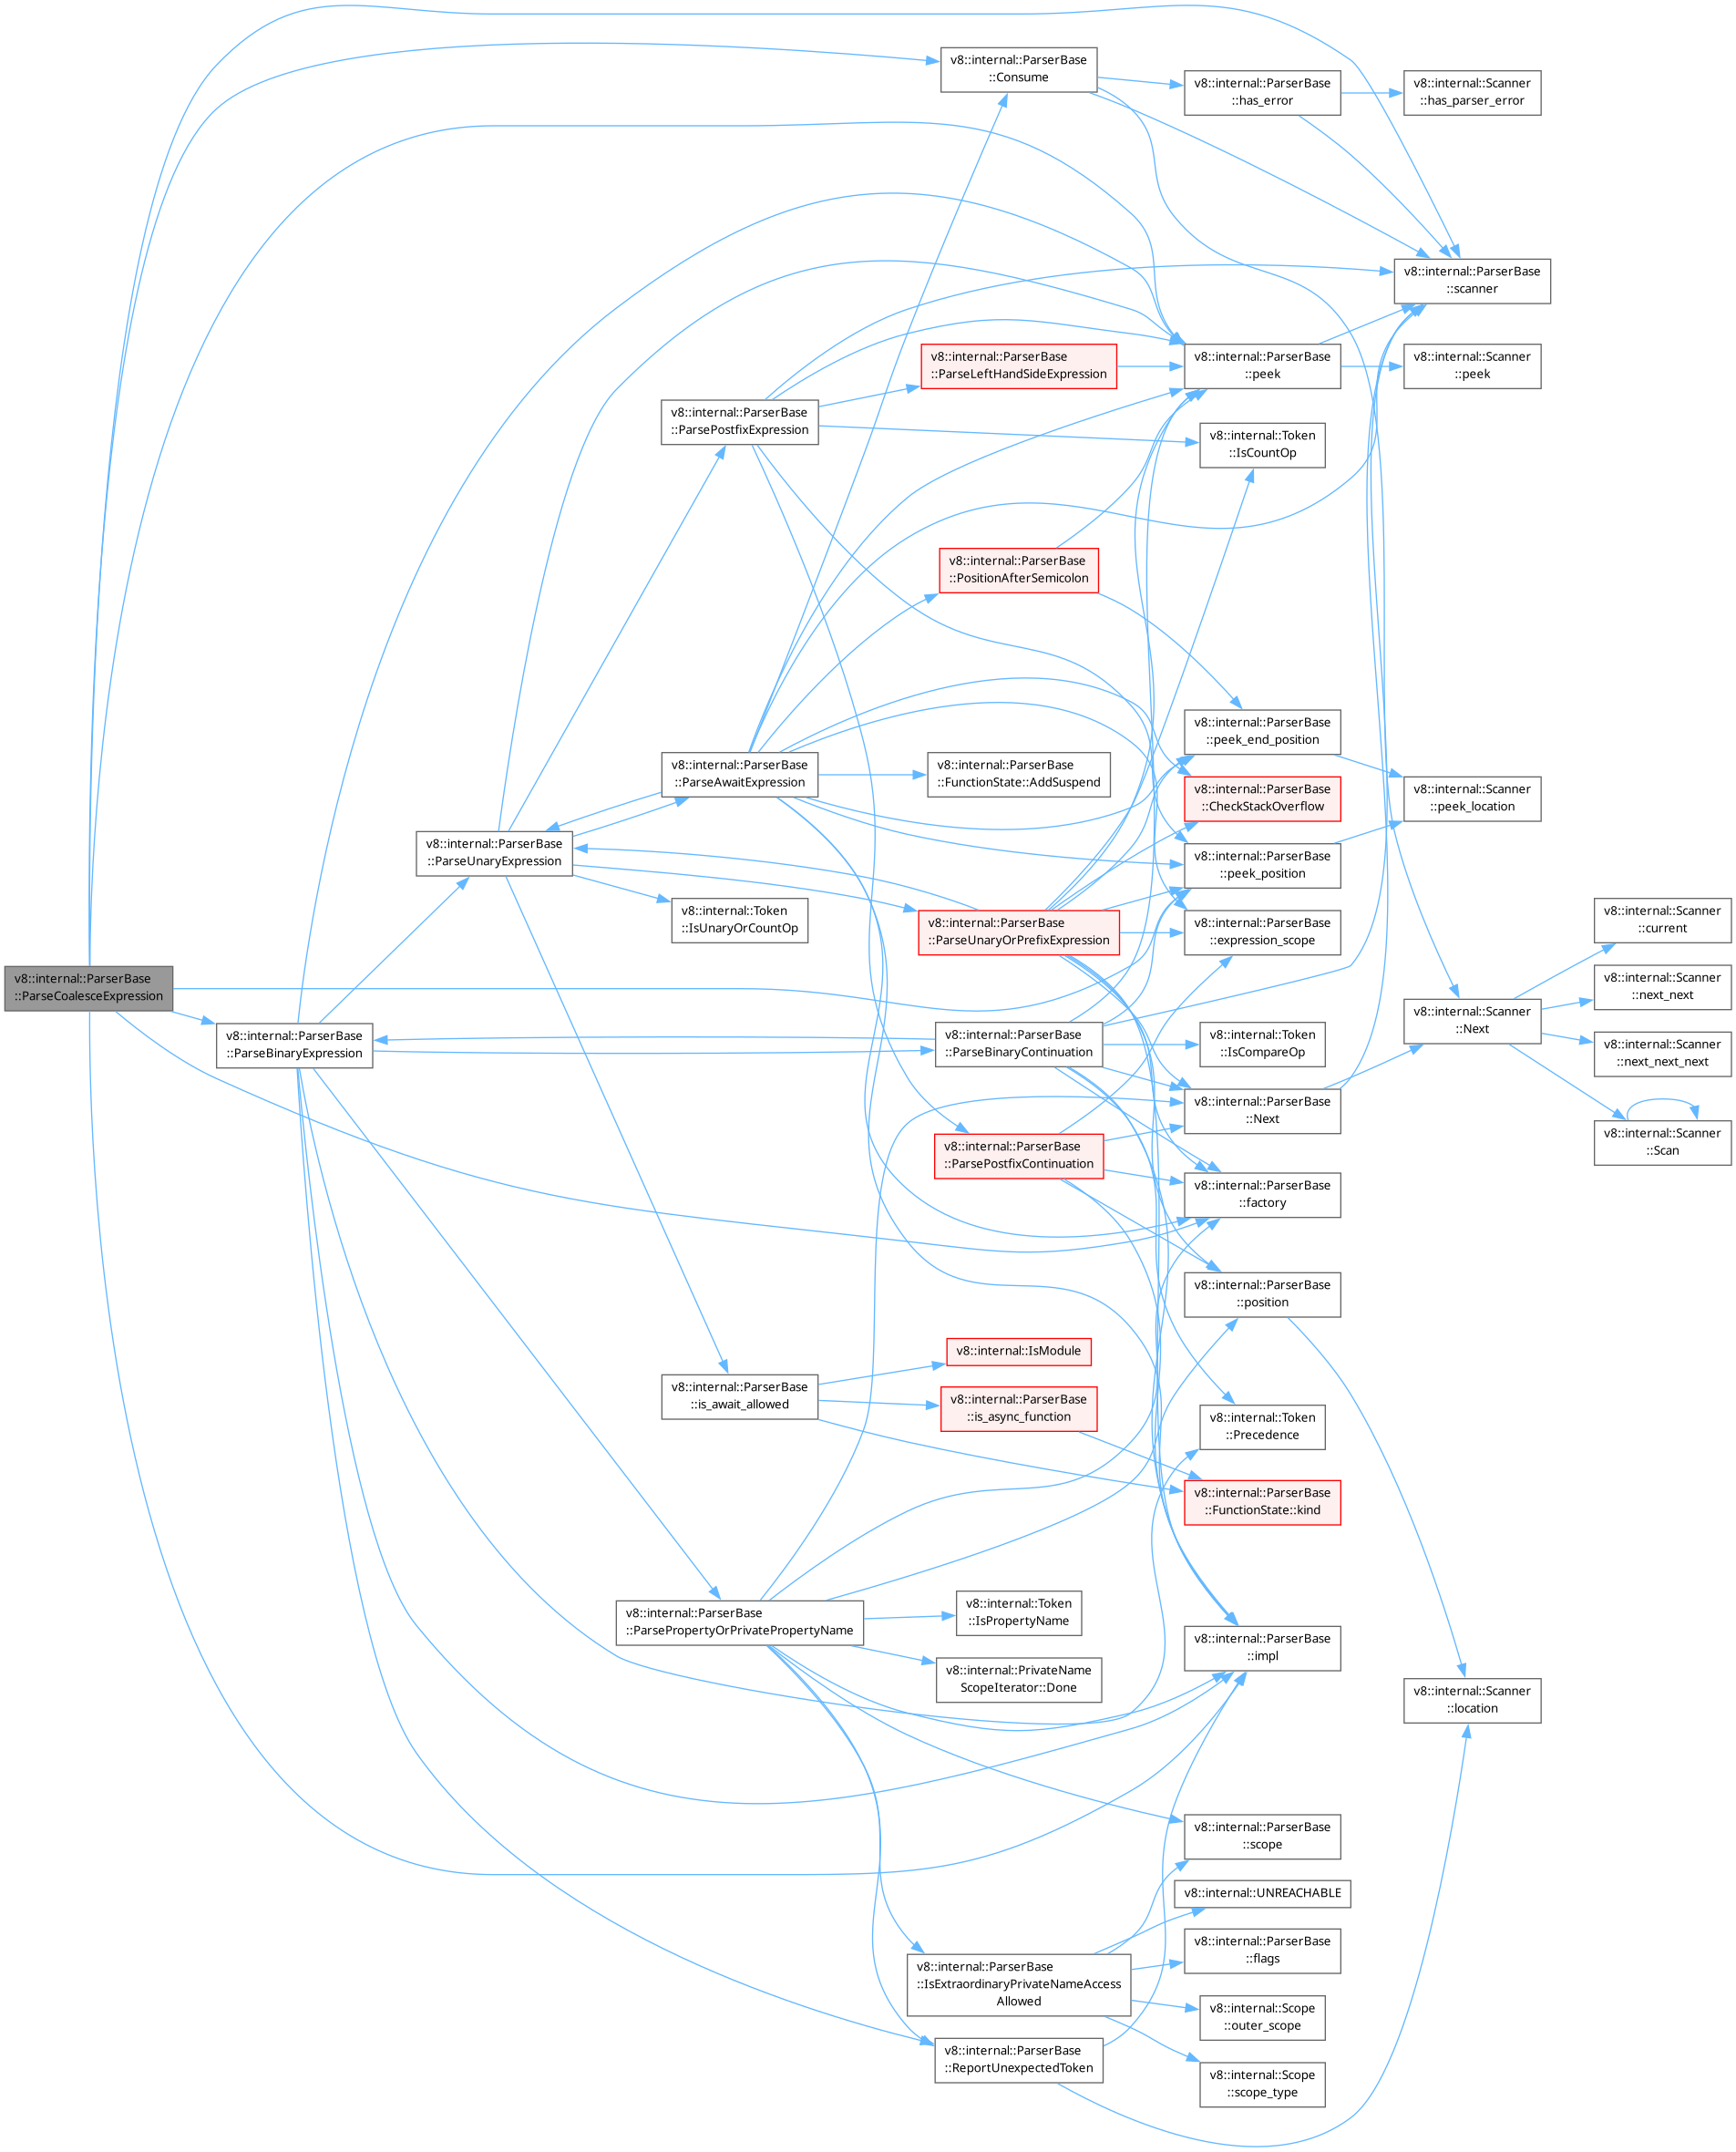 v8::internal::ParserBase
::ParseCoalesceExpression
v8::internal::ParserBase
::ParseBinaryExpression
v8::internal::ParserBase
::ParseUnaryExpression
v8::internal::ParserBase
::ParsePostfixExpression
v8::internal::ParserBase
::ParseAwaitExpression
v8::internal::Token
::IsUnaryOrCountOp
v8::internal::ParserBase
::is_await_allowed
v8::internal::ParserBase
::ParsePropertyOrPrivatePropertyName
v8::internal::ParserBase
::Consume
v8::internal::ParserBase
::ParseLeftHandSideExpression
v8::internal::ParserBase
::PositionAfterSemicolon
v8::internal::ParserBase
::FunctionState::AddSuspend
v8::internal::ParserBase
::ParseUnaryOrPrefixExpression
v8::internal::ParserBase
::ParseBinaryContinuation
v8::internal::ParserBase
::ParsePostfixContinuation
v8::internal::IsModule
v8::internal::ParserBase
::is_async_function
v8::internal::Token
::IsPropertyName
v8::internal::PrivateName
ScopeIterator::Done
v8::internal::ParserBase
::IsExtraordinaryPrivateNameAccess
Allowed
v8::internal::ParserBase
::ReportUnexpectedToken
v8::internal::ParserBase
::has_error
v8::internal::ParserBase
::peek
v8::internal::Token
::IsCountOp
v8::internal::ParserBase
::peek_end_position
v8::internal::ParserBase
::CheckStackOverflow
v8::internal::ParserBase
::peek_position
v8::internal::ParserBase
::expression_scope
v8::internal::Token
::IsCompareOp
v8::internal::ParserBase
::Next
v8::internal::ParserBase
::factory
v8::internal::ParserBase
::position
v8::internal::Token
::Precedence
v8::internal::ParserBase
::FunctionState::kind
v8::internal::ParserBase
::impl
v8::internal::ParserBase
::scope
v8::internal::UNREACHABLE
v8::internal::ParserBase
::flags
v8::internal::Scope
::outer_scope
v8::internal::Scope
::scope_type
v8::internal::Scanner
::has_parser_error
v8::internal::ParserBase
::scanner
v8::internal::Scanner
::peek
v8::internal::Scanner
::peek_location
v8::internal::Scanner
::Next
v8::internal::Scanner
::location
v8::internal::Scanner
::current
v8::internal::Scanner
::next_next
v8::internal::Scanner
::next_next_next
v8::internal::Scanner
::Scan